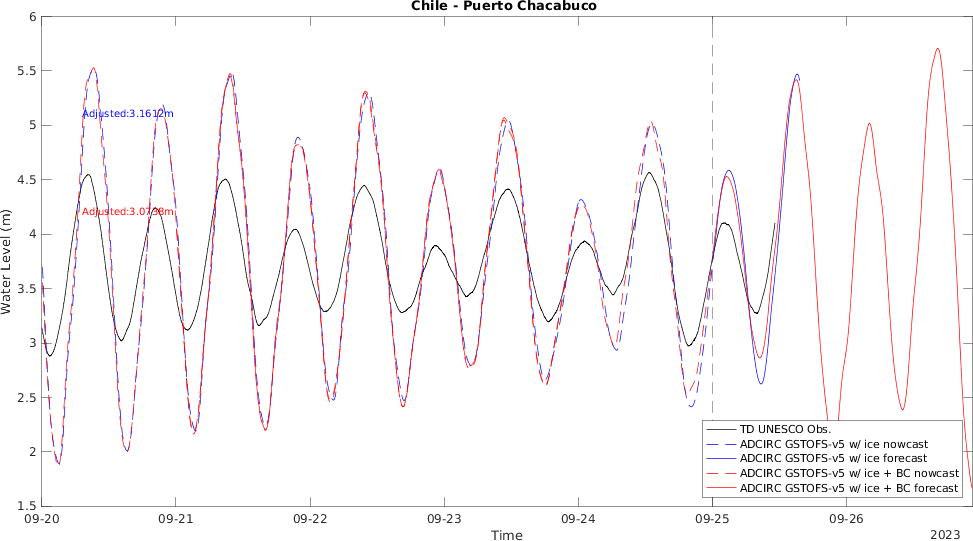 Chile - Puerto Chacabuco
6
5.5
5
4.5
4
3.5
3
2.5
2
1.5
Water Level (m)
Adjusted:3.1612m
Adjusted:3.0738m
TD UNESCO Obs.
ADCIRC GSTOFS-v5 w/ ice nowcast
ADCIRC GSTOFS-v5 w/ ice forecast
ADCIRC GSTOFS-v5 w/ ice + BC nowcast
ADCIRC GSTOFS-v5 w/ ice + BC forecast
09-20 09-21 09-22 09-23 09-24 09-25 09-26
Time
2023